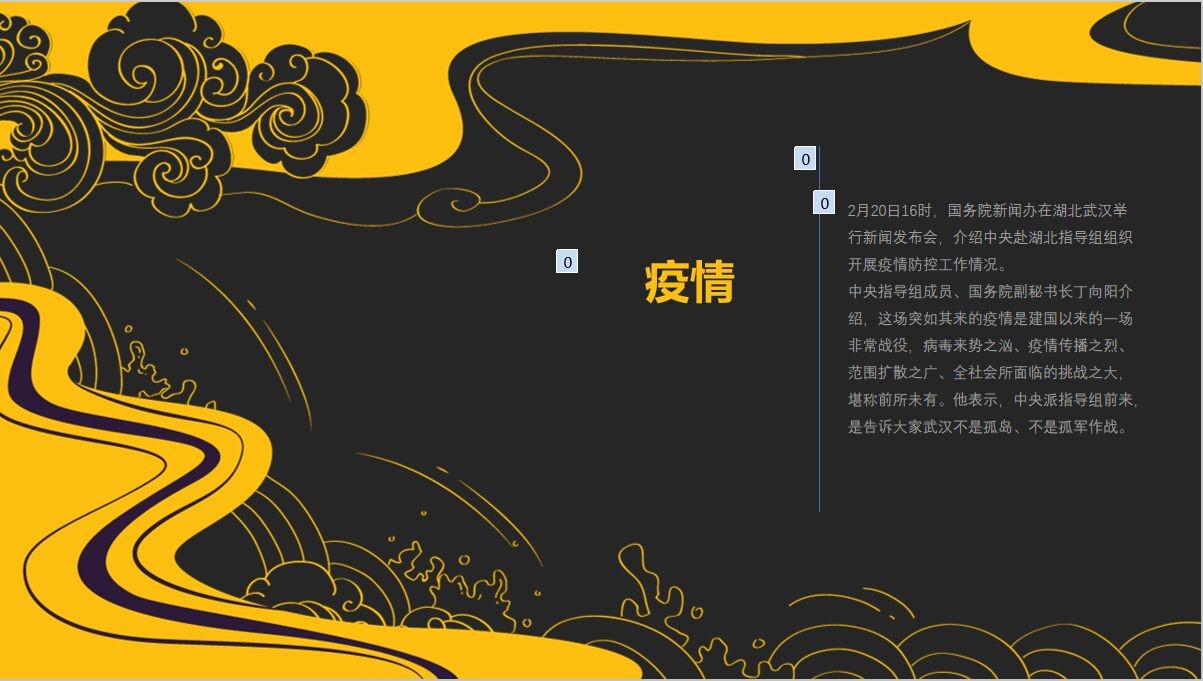 0
0
0
疫情
2月20日16时，国务院新闻办在湖北武汉举
行新闻发布会，介绍中央赴湖北指导组组织
开展疫情防控工作情况。
中央指导组成员、国务院副秘书长丁向阳介
绍，这场突如其来的疫情是建国以来的一场
非常战役，病毒来势之汹、疫情传播之烈、
范围扩散之广、全社会所面临的挑战之大，
堪称前所未有。他表示，中央派指导组前来，
是告诉大家武汉不是孤岛、不是孤军作战。